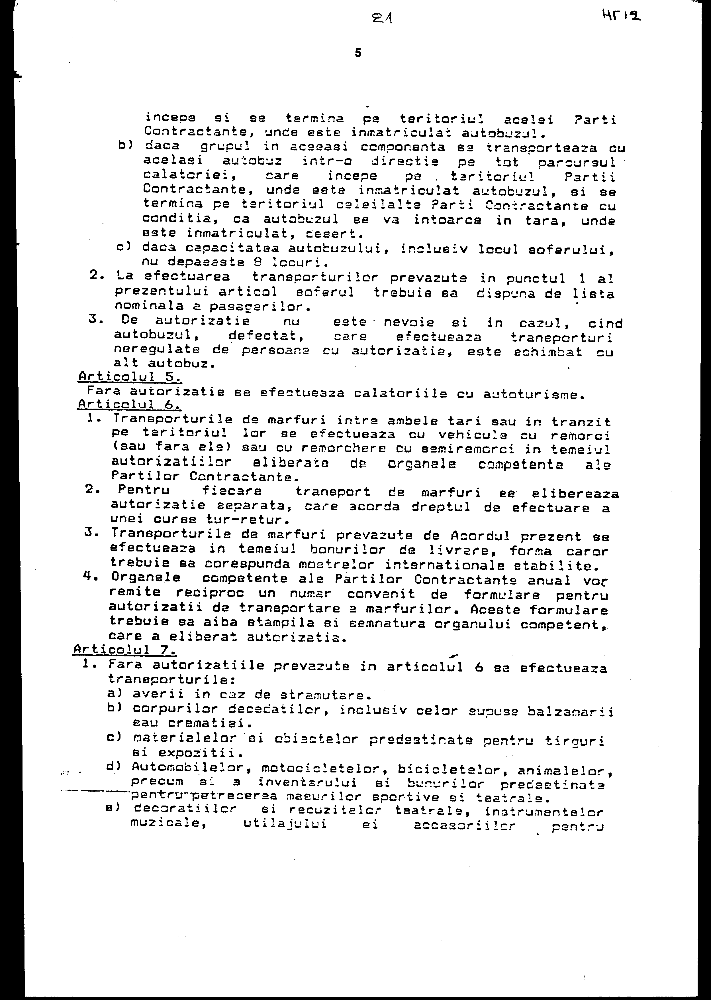 21
HГ12
5
incepe si se termina pe teritoriul acelei Parti
Contractante, unde este inmatriculat autobuzul.
b) daca grupul in aceeasi componenta se transporteaza cu
acelasi autobuz intr-o directie pe tot parcursul
calatoriei, care incepe pe teritoriul Partii
Contractante, unde este inmatriculat autobuzul, si se
termina pe teritoriul celeilalte Parti Contractante cu
conditia, ca autobuzul se va intoarce in tara, unde
este inmatriculat, desert.
c) daca capacitatea autobuzului, inclusiv locul soferului,
nu depaseste 8 locuri.
2. La efectuarea transporturilor prevazute in punctul 1 al
prezentului articol soferul trebuie sa dispuna de lista
nominala a pasagerilor.
3. De autorizatie nu este nevoie si in cazul, cind
autobuzul, defectat, care efectueaza transporturi
neregulate de persoane cu autorizatie, este schimbat cu
alt autobuz.
Articolul 5.
Fara autorizatie se efectueaza calatoriile cu autoturisme.
Articolul 6.
1. Transporturile de marfuri intre ambele tari sau in tranzit
pe teritoriul lor se efectueaza cu vehicule cu remorci
(sau fara ele) sau cu remorchere cu semiremorci in temeiul
autorizatiilor eliberate de organele competente ale
Partilor Contractante.
2. Pentru fiecare transport de marfuri se elibereaza
autorizatie separata, care acorda dreptul de efectuare a
unei curse tur-retur.
3. Transporturile de marfuri prevazute de Acordul prezent se
efectueaza in temeiul bonurilor de livrare, forma caror
trebuie sa corespunda mostrelor internationale stabilite.
4. Organele competente ale Partilor Contractante anual vor
remite reciproc un numar convenit de formulare pentru
autorizatii de transportare a marfurilor. Aceste formulare
trebuie sa aiba stampila si semnatura organului competent,
care a eliberat autorizatia.
Articolul 7.
1. Fara autorizatiile prevazute in articolul 6 se efectueaza
transporturile:
a) averii in caz de stramutare.
b) corpurilor decedatilor, inclusiv celor supuse balzamarii
sau crematiei.
c) materialelor si obiectelor predestinate pentru tirguri
si expozitii.
d) Automobilelor, motocicletelor, bicicletelor, animalelor,
precum si a inventarului si bunurilor predestinate
pentru petrecerea masurilor sportive si teatrale.
e) decoratiilor si recuzitelor teatrale, instrumentelor
muzicale, utilajului si accesoriilor pentru